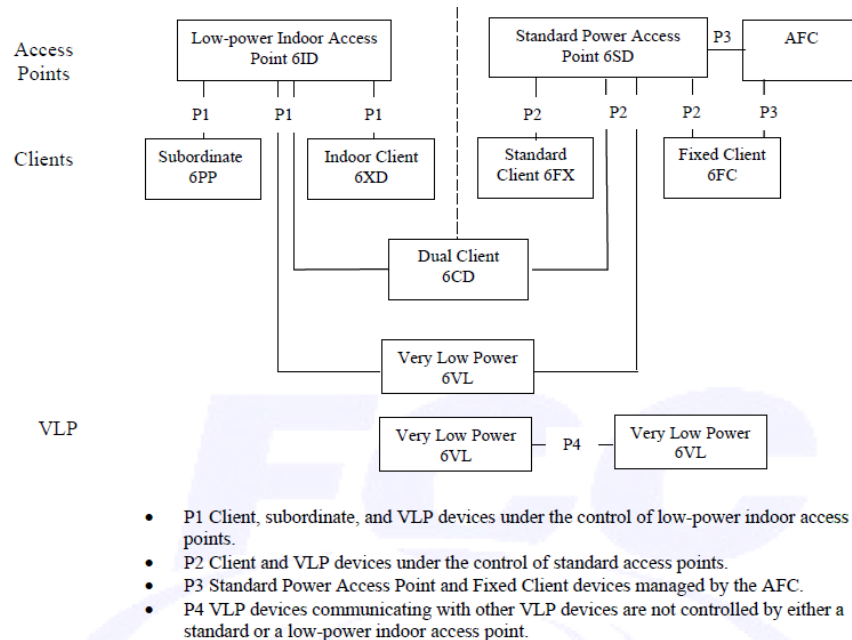 Access
Points
Low-power Indoor Access
Point 6ID
Standard Power Access
Point 6SD
P3
AFC
P1
P1
P1
P2
P2
P2
P3
Clients
Subordinate
6PP
Indoor Client
6XD
Standard
Client 6FX
Fixed Client
6FC
Dual Client
6CD
Very Low Power
6VL
VLP
Very Low Power
6VL
P4
Very Low Power
6VL
FCC
• P1 Client, subordinate, and VLP devices under the control of low-power indoor access
points.
• P2 Client and VLP devices under the control of standard access points.
• P3 Standard Power Access Point and Fixed Client devices managed by the AFC.
• P4 VLP devices communicating with other VLP devices are not controlled by either a
standard or a low-power indoor access point.